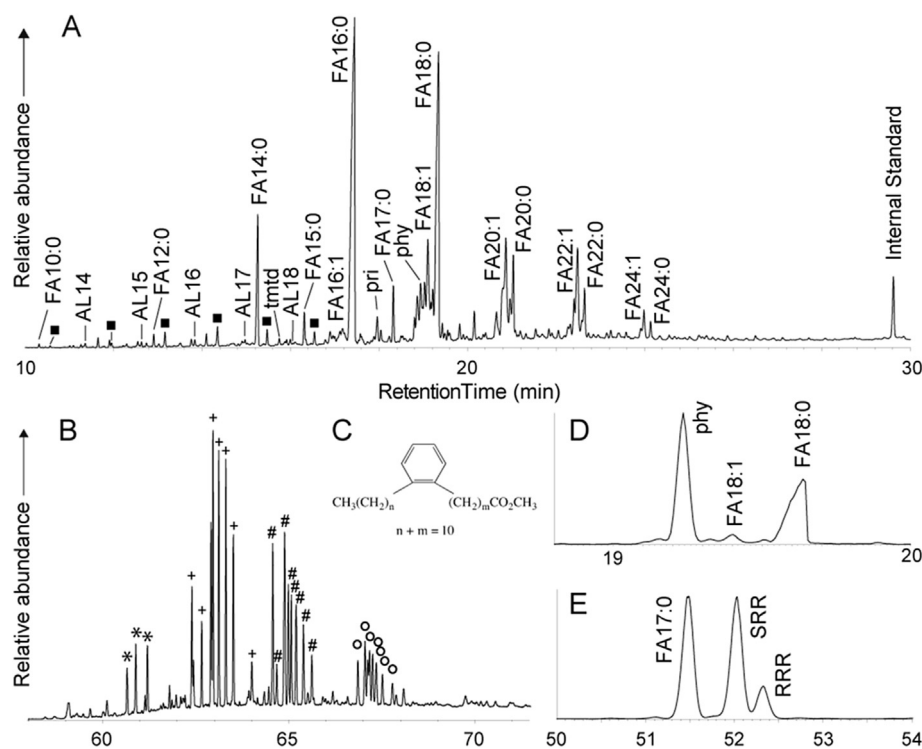 A
Relative abundance
FA10:0
AL14
AL15
FA12:0
AL16
AL17
FA14:0
tmtd
AL18
FA15:0
FA16:1
FA16:0
pri
FA17:0
phy
FA18:1
FA18:0
FA20:1
FA20:0
FA22:1
FA22:0
FA24:1
FA24:0
Internal Standard
10 20 30
RetentionTime (min)
B
Relative abundance
* * *
+ + + + + + +
# # # # # # # #
o o o o o o o
60 65 70
C
CH3(CH2)n (CH2)mCO2CH3
n + m = 10
D
phy
FA18:1
FA18:0
19 20
E
FA17:0
SRR
RRR
50 51 52 53 54